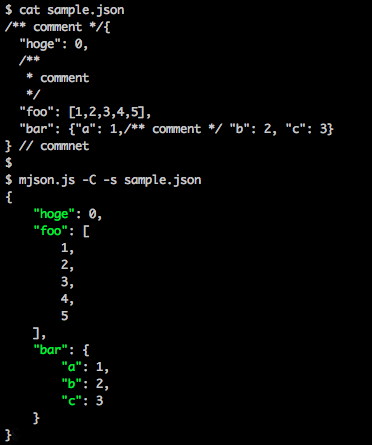 $ cat sample.json
/** comment */{
  "hoge": 0,
  /**
   * comment
   */
  "foo": [1,2,3,4,5],
  "bar": {"a": 1,/** comment */ "b": 2, "c": 3}
} // commnet
$
$ mjson.js -C -s sample.json
{
    "hoge": 0,
    "foo": [
        1,
        2,
        3,
        4,
        5
    ],
    "bar": {
        "a": 1,
        "b": 2,
        "c": 3
    }
}